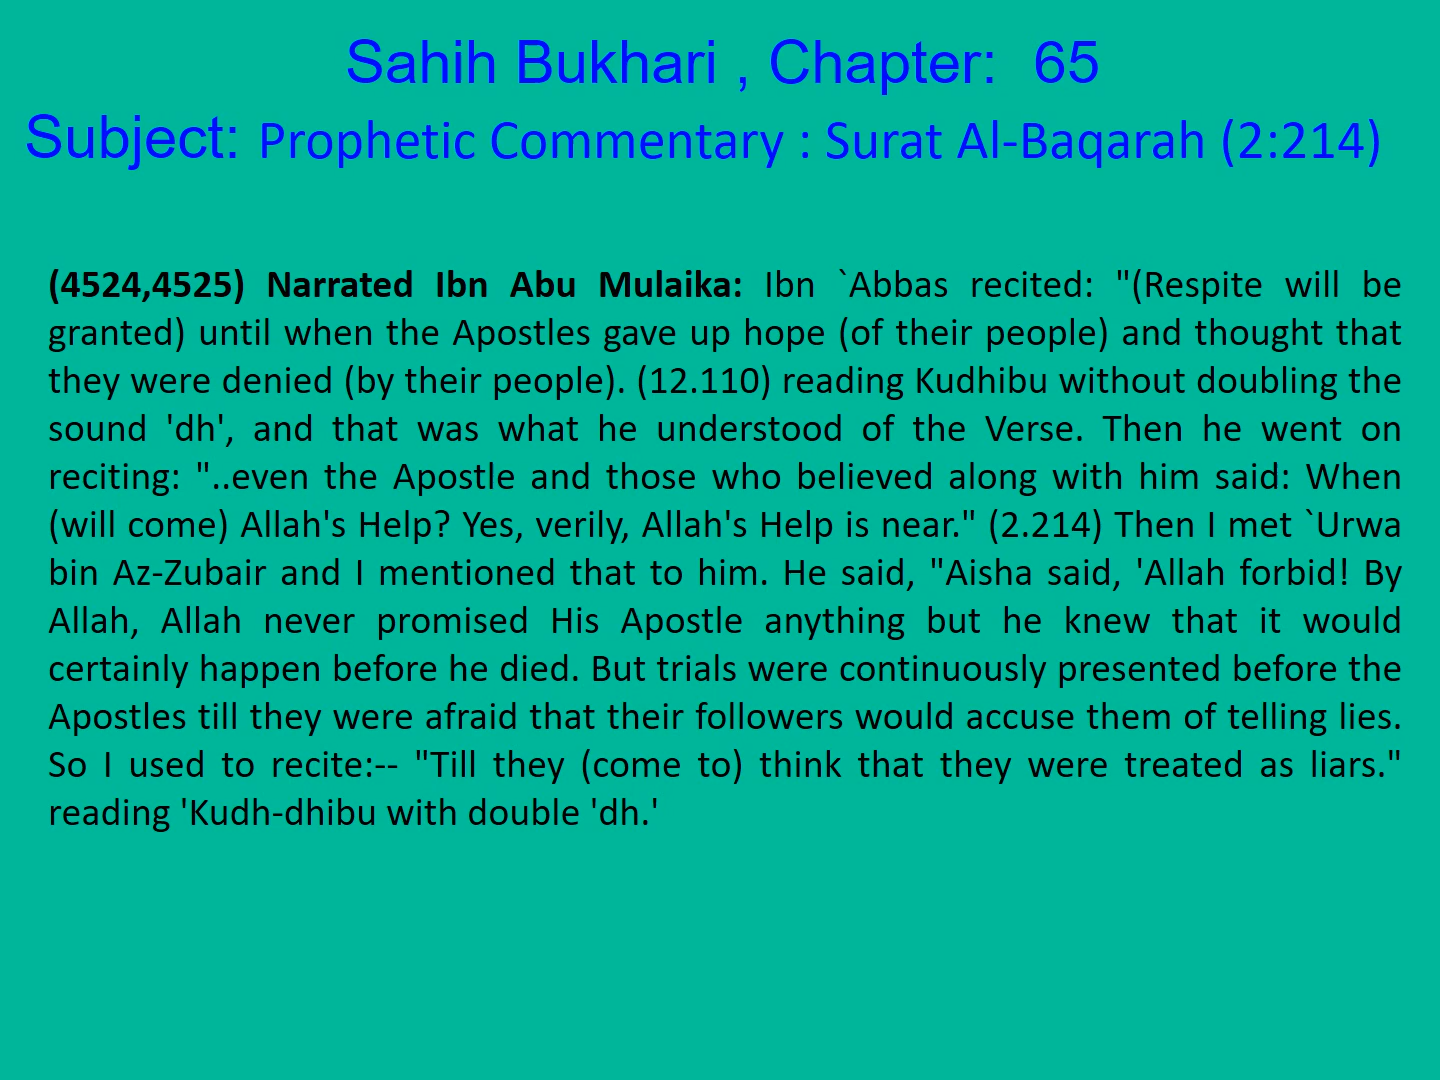 Sahih Bukhari , Chapter:  65
Subject: Prophetic Commentary : Surat Al-Baqarah (2:214)
(4524,4525) Narrated Ibn Abu Mulaika: Ibn `Abbas recited: "(Respite will be
granted) until when the Apostles gave up hope (of their people) and thought that
they were denied (by their people). (12.110) reading Kudhibu without doubling the
sound 'dh', and that was what he understood of the Verse. Then he went on
reciting: "..even the Apostle and those who believed along with him said: When
(will come) Allah's Help? Yes, verily, Allah's Help is near." (2.214) Then I met `Urwa
bin Az-Zubair and I mentioned that to him. He said, "Aisha said, 'Allah forbid! By
Allah, Allah never promised His Apostle anything but he knew that it would
certainly happen before he died. But trials were continuously presented before the
Apostles till they were afraid that their followers would accuse them of telling lies.
So I used to recite:-- "Till they (come to) think that they were treated as liars."
reading 'Kudh-dhibu with double 'dh.'